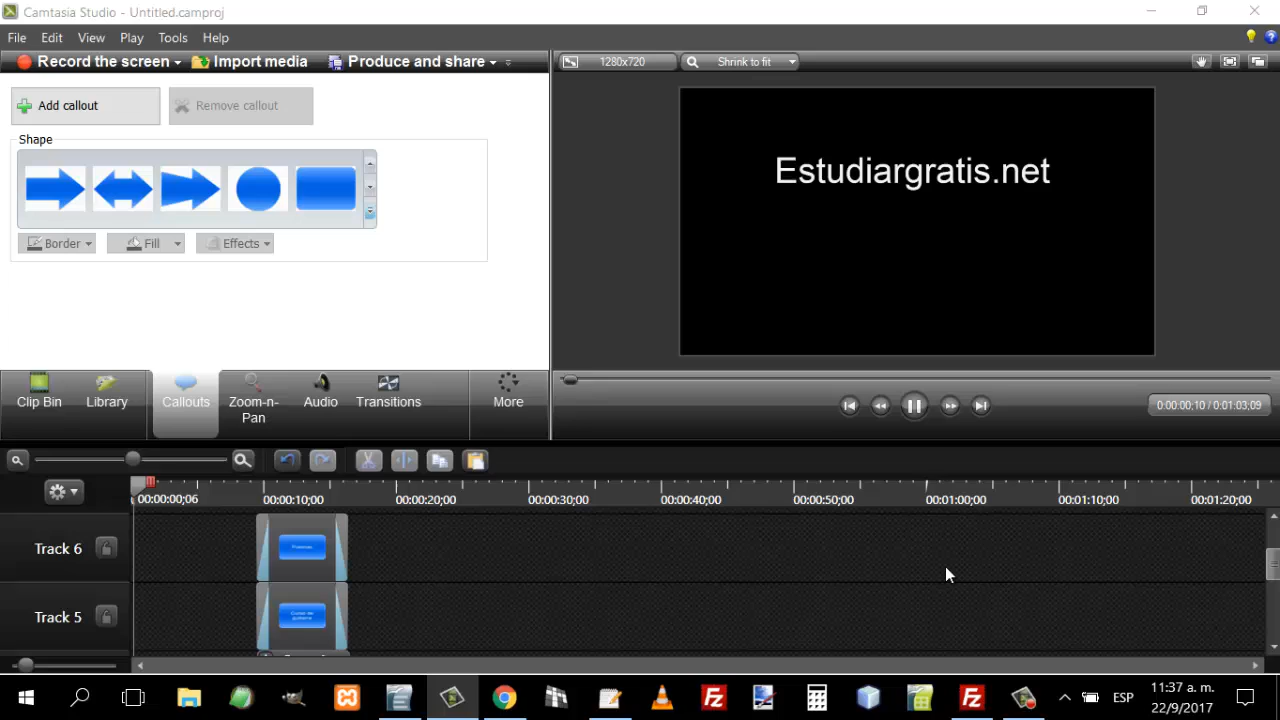 Camtasia Studio - Untitled.camproj
File Edit View Play Tools Help
Record the screen Import media Produce and share
1280x720 Shrink to fit
Add callout Remove callout
Shape
Border Fill Effects
Estudiargratis.net
Clip Bin Library Callouts Zoom-n-Pan Audio Transitions More
0:00:00;10 / 0:01:03;09
00:00:00;06 00:00:10;00 00:00:20;00 00:00:30;00 00:00:40;00 00:00:50;00 00:01:00;00 00:01:10;00 00:01:20;00
Track 6
Track 5
ESP
11:37 a. m.
22/9/2017